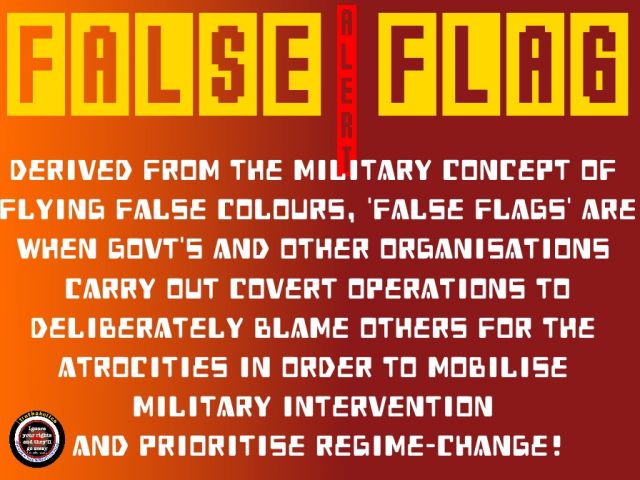 FALSE FLAG
ALERT
DERIVED FROM THE MILITARY CONCEPT OF
FLYING FALSE COLOURS, 'FALSE FLAGS' ARE
WHEN GOVT'S AND OTHER ORGANISATIONS
CARRY OUT COVERT OPERATIONS TO
DELIBERATELY BLAME OTHERS FOR THE
ATROCITIES IN ORDER TO MOBILISE
MILITARY INTERVENTION
AND PRIORITISE REGIME-CHANGE!
Ignore
your rights
and they'll
go away